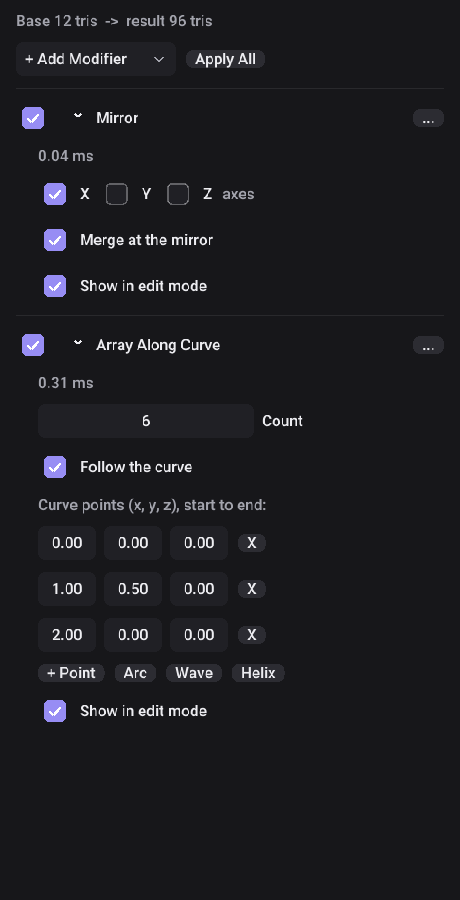 Base 12 tris -> result 96 tris
+ Add Modifier Apply All
Mirror ...
0.04 ms
X Y Z axes
Merge at the mirror
Show in edit mode
Array Along Curve ...
0.31 ms
6 Count
Follow the curve
Curve points (x, y, z), start to end:
0.00 0.00 0.00 X
1.00 0.50 0.00 X
2.00 0.00 0.00 X
+ Point Arc Wave Helix
Show in edit mode